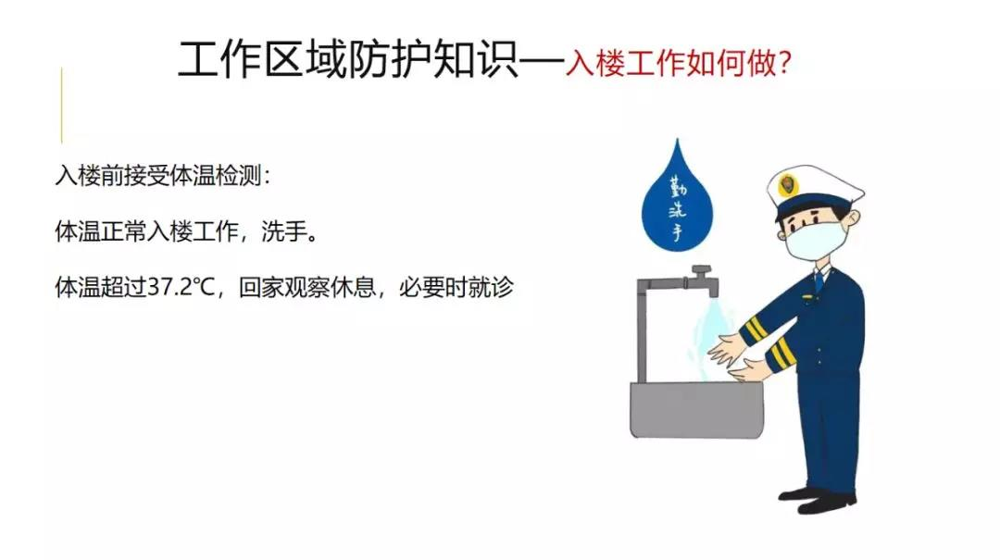 工作区域防护知识—入楼工作如何做？
入楼前接受体温检测：
体温正常入楼工作，洗手。
体温超过37.2℃，回家观察休息，必要时就诊
勤洗手